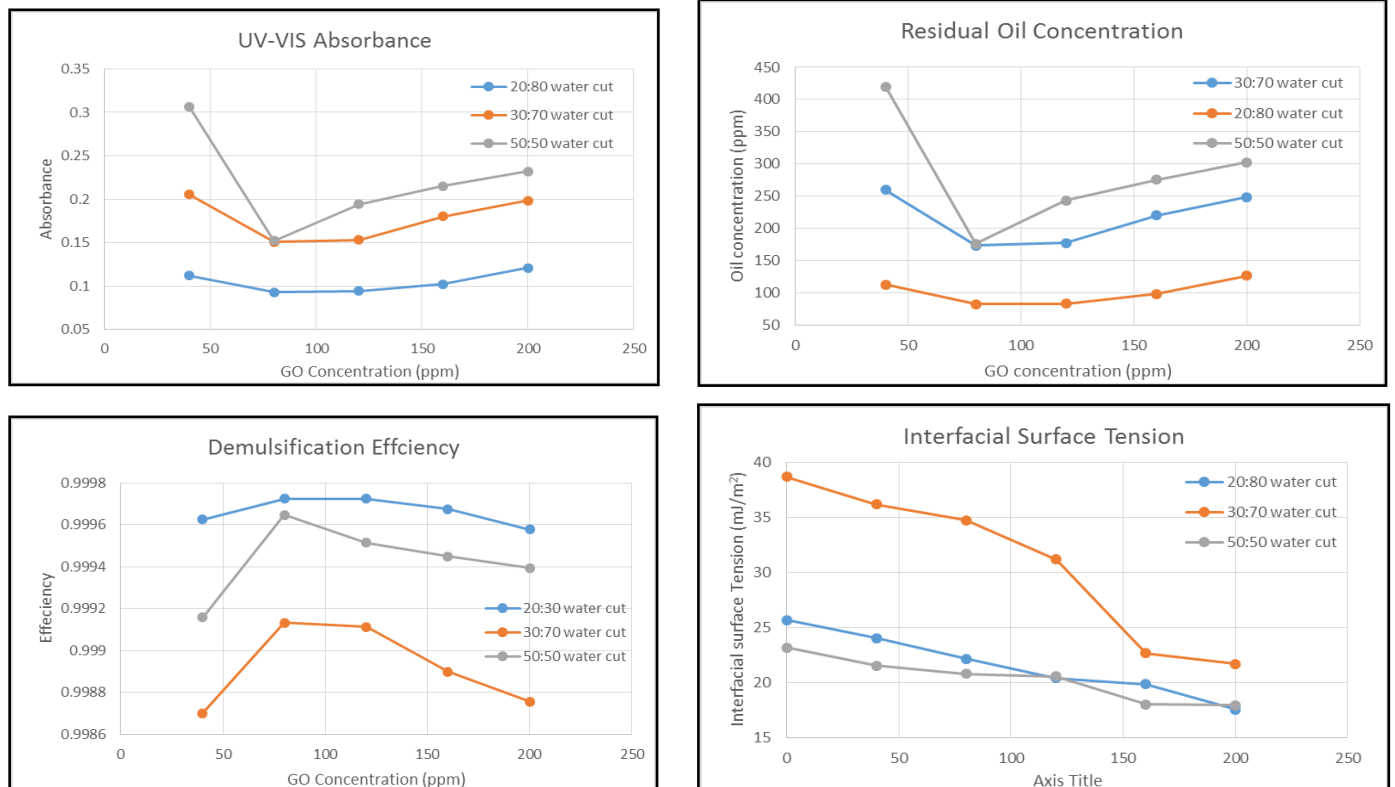 UV-VIS Absorbance
0.35
0.3
0.25
0.2
0.15
0.1
0.05
Absorbance
20:80 water cut
30:70 water cut
50:50 water cut
0 50 100 150 200 250
GO Concentration (ppm)
Residual Oil Concentration
450
400
350
300
250
200
150
100
50
Oil concentration (ppm)
30:70 water cut
20:80 water cut
50:50 water cut
0 50 100 150 200 250
GO concentration (ppm)
Demulsification Effciency
0.9998
0.9996
0.9994
0.9992
0.999
0.9988
0.9986
Effeciency
20:30 water cut
30:70 water cut
50:50 water cut
0 50 100 150 200 250
GO Concentration (ppm)
Interfacial Surface Tension
40
35
30
25
20
15
Interfacial surface Tension (mJ/m²)
20:80 water cut
30:70 water cut
50:50 water cut
0 50 100 150 200 250
Axis Title